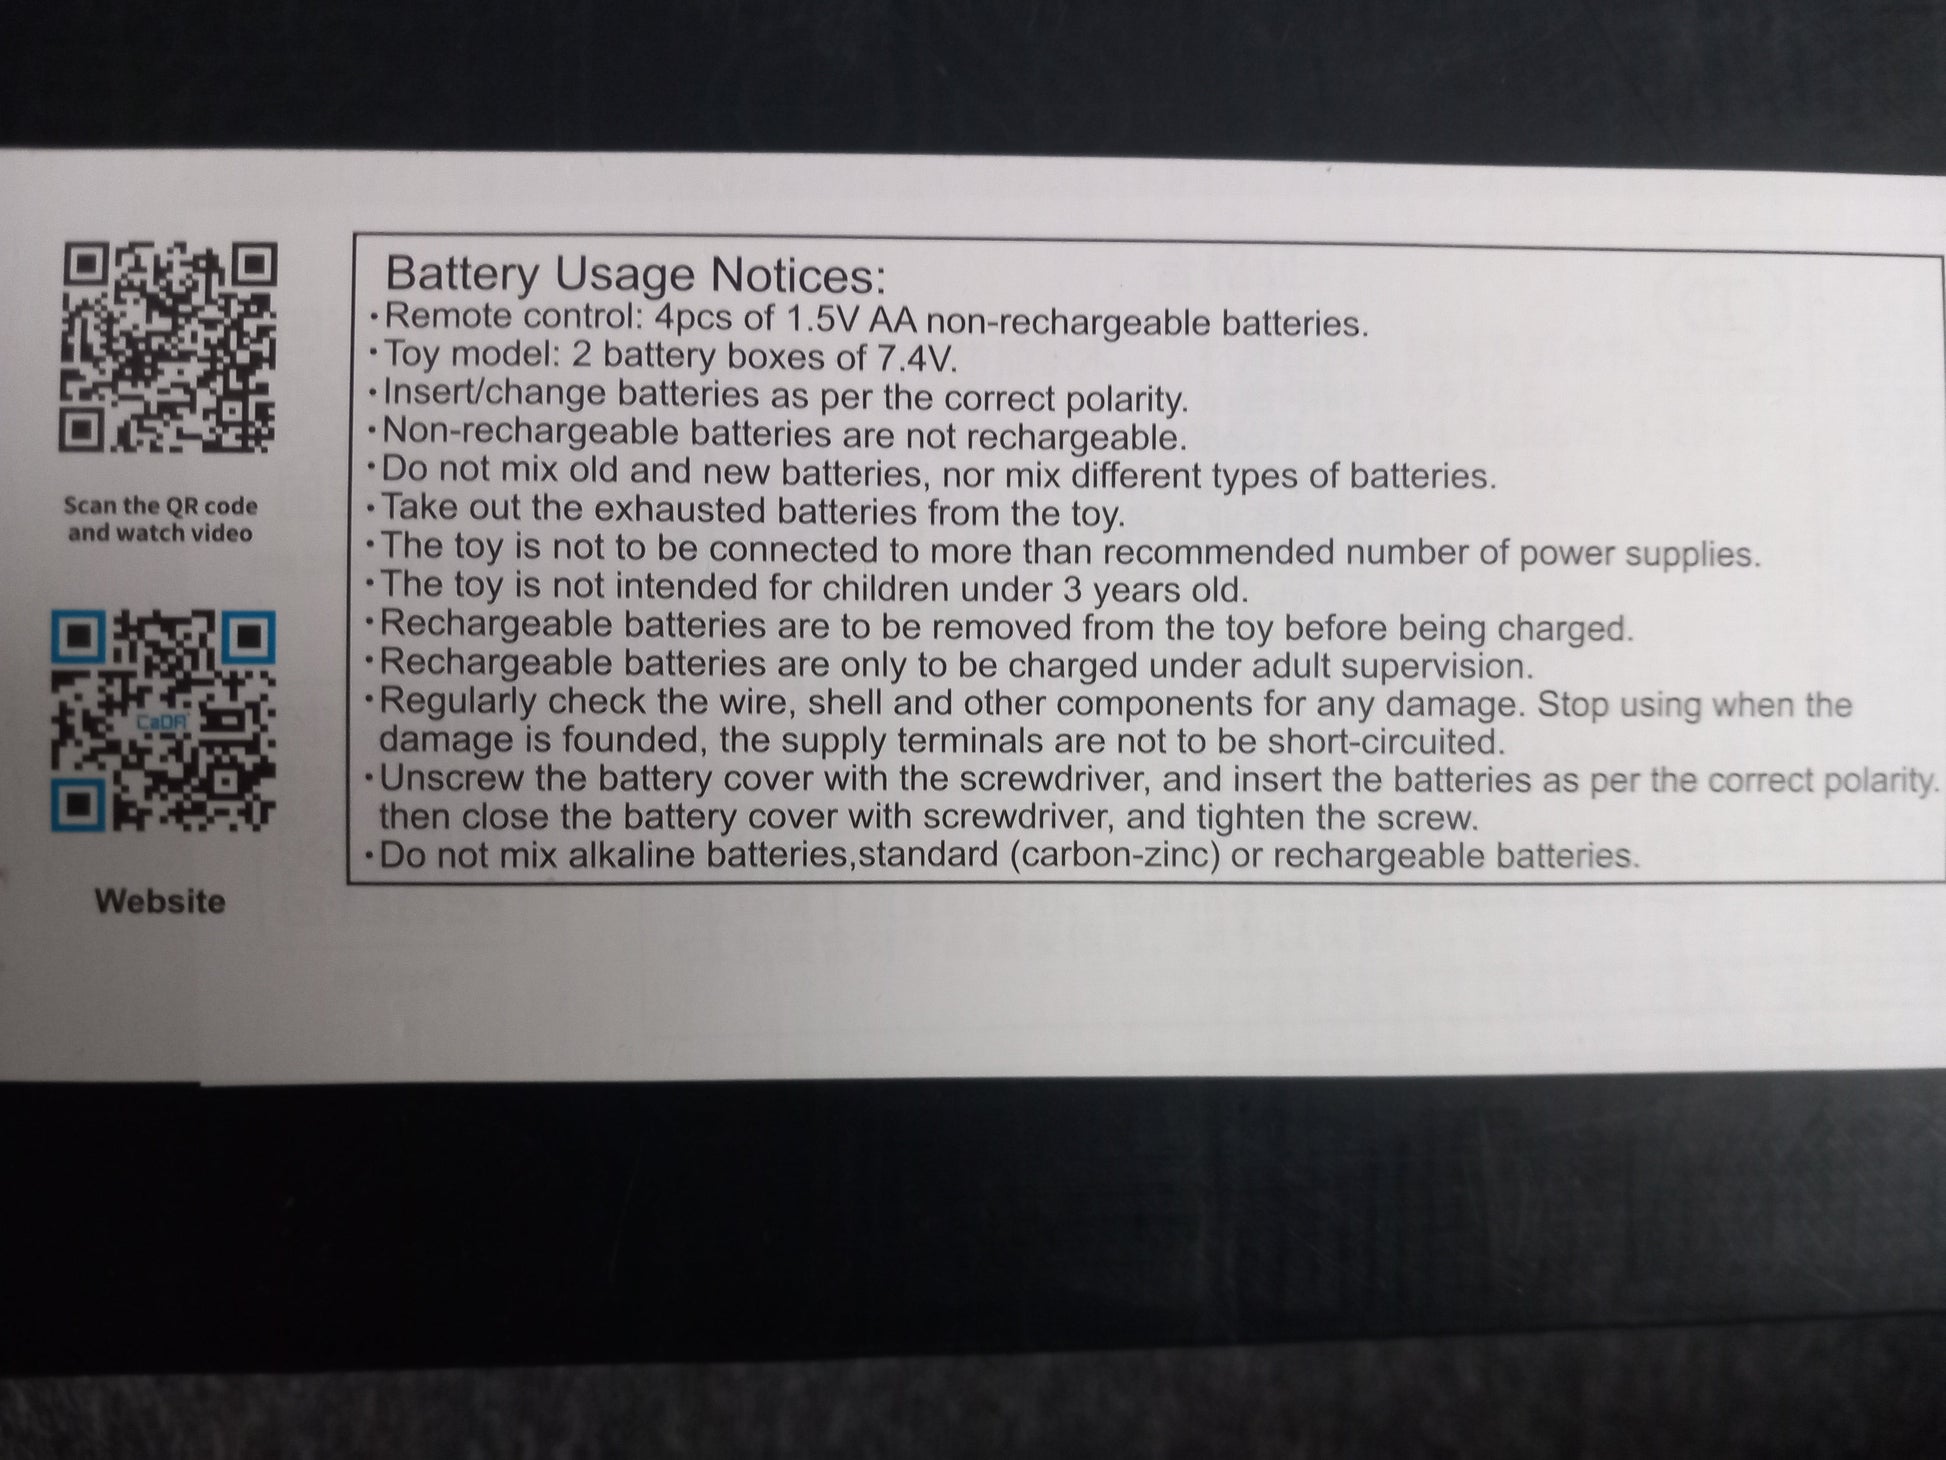 Scan the QR code
and watch video
CaDA
Website
Battery Usage Notices:
·Remote control: 4pcs of 1.5V AA non-rechargeable batteries.
·Toy model: 2 battery boxes of 7.4V.
·Insert/change batteries as per the correct polarity.
·Non-rechargeable batteries are not rechargeable.
·Do not mix old and new batteries, nor mix different types of batteries.
·Take out the exhausted batteries from the toy.
·The toy is not to be connected to more than recommended number of power supplies.
·The toy is not intended for children under 3 years old.
·Rechargeable batteries are to be removed from the toy before being charged.
·Rechargeable batteries are only to be charged under adult supervision.
·Regularly check the wire, shell and other components for any damage. Stop using when the
damage is founded, the supply terminals are not to be short-circuited.
·Unscrew the battery cover with the screwdriver, and insert the batteries as per the correct polarity.
then close the battery cover with screwdriver, and tighten the screw.
·Do not mix alkaline batteries,standard (carbon-zinc) or rechargeable batteries.